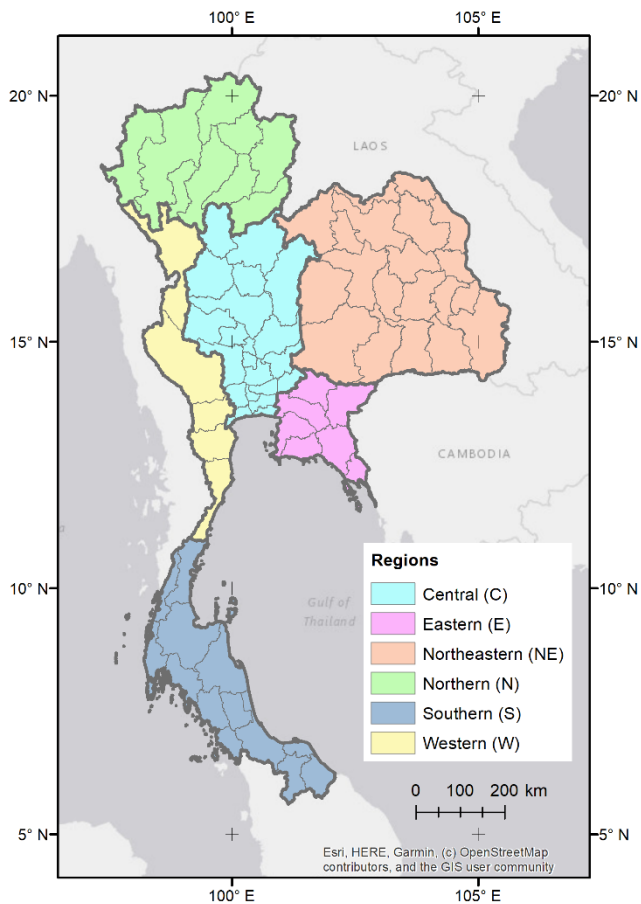 100° E
105° E
20° N
20° N
LAOS
15° N
15° N
CAMBODIA
Regions
Central (C)
Eastern (E)
Northeastern (NE)
Northern (N)
Southern (S)
Western (W)
10° N
10° N
Gulf of
Thailand
0
100
200 km
5° N
5° N
Esri, HERE, Garmin, (c) OpenStreetMap
contributors, and the GIS user community
100° E
105° E